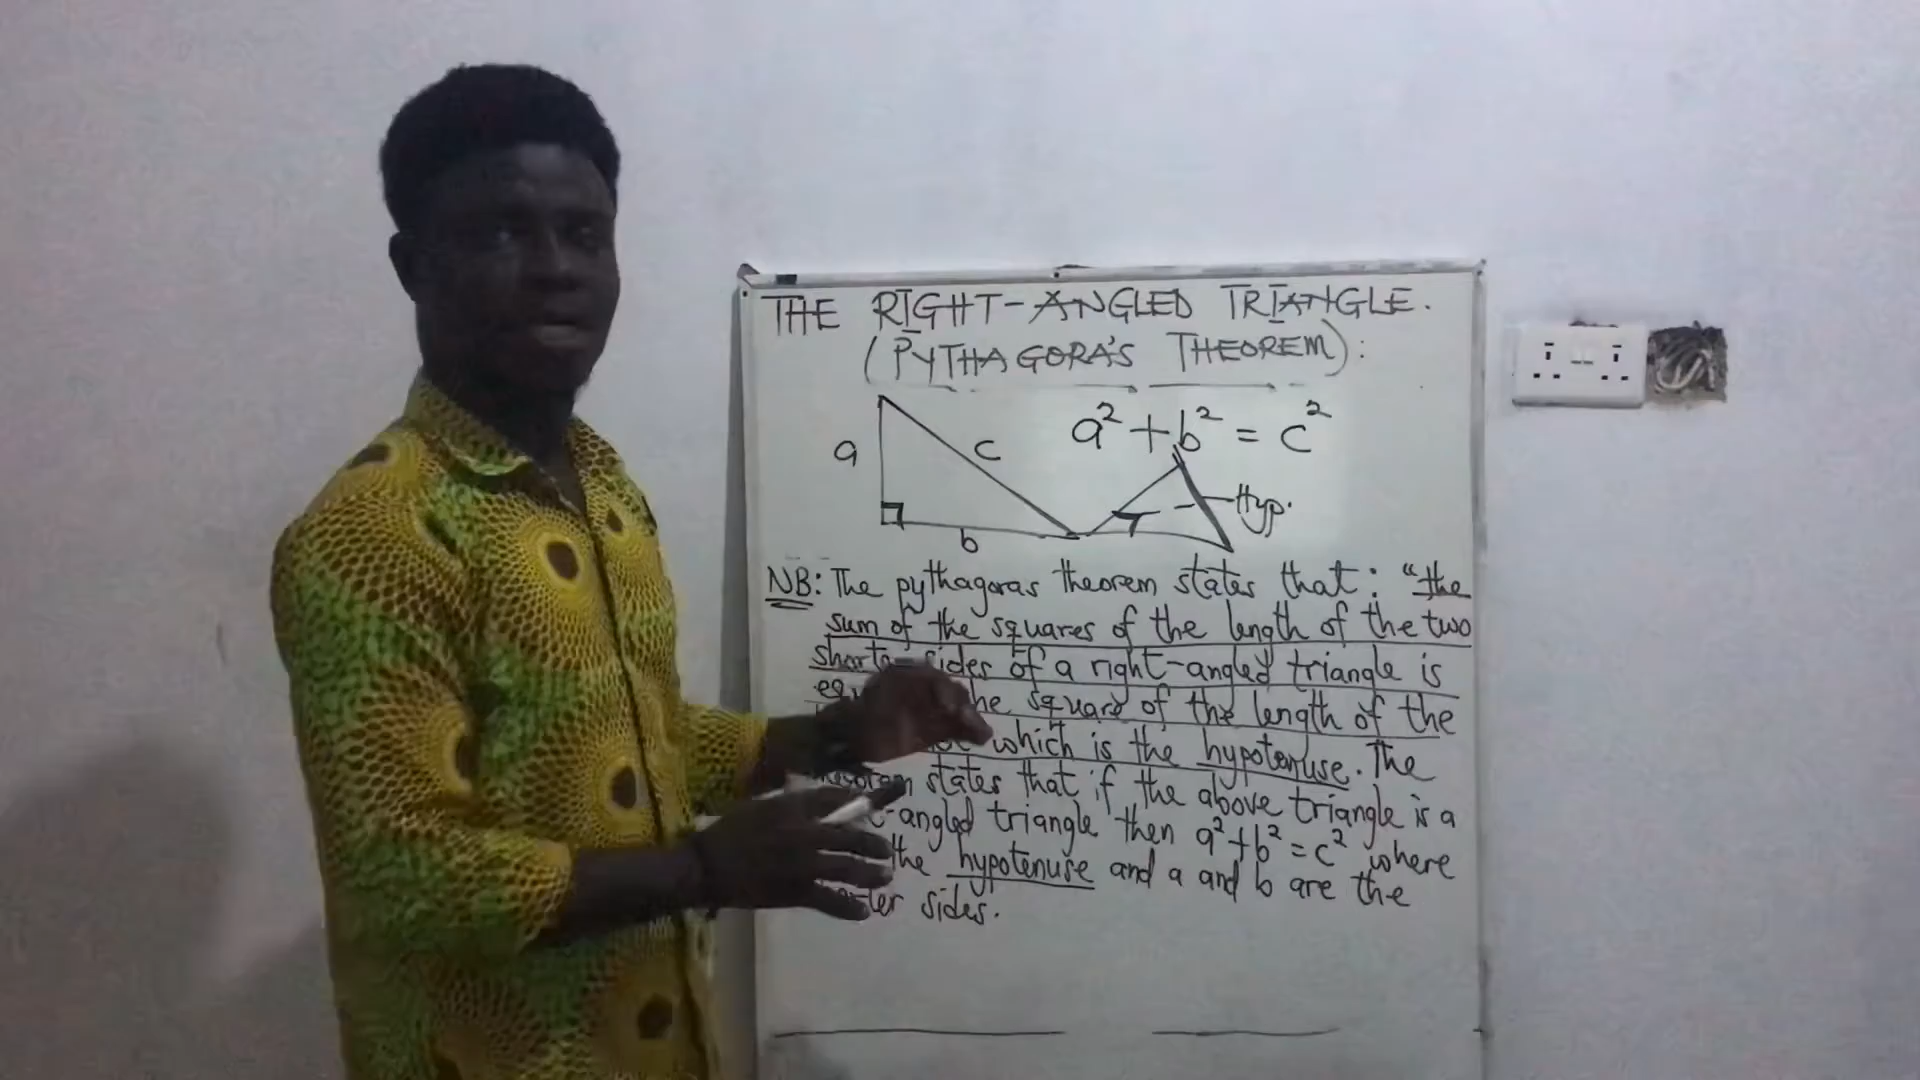 THE RIGHT-ANGLED TRIANGLE.
(PYTHAGORA'S THEOREM):
a
c
b
a² + b² = c²
Hyp.
NB: The pythagoras theorem states that: "the
sum of the squares of the length of the two
shorter sides of a right-angled triangle is
the square of the length of the
which is the hypotenuse. The
theorem states that if the above triangle is a
-angled triangle then a²+b²=c² where
the hypotenuse and a and b are the
sides.